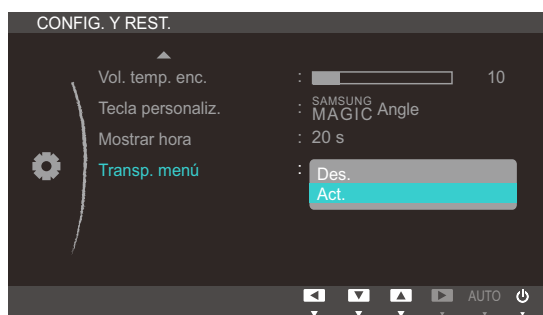 CONFIG. Y REST.
Vol. temp. enc. : 10
Tecla personaliz. : SAMSUNG MAGIC Angle
Mostrar hora : 20 s
Transp. menú : Des.
Act.
AUTO